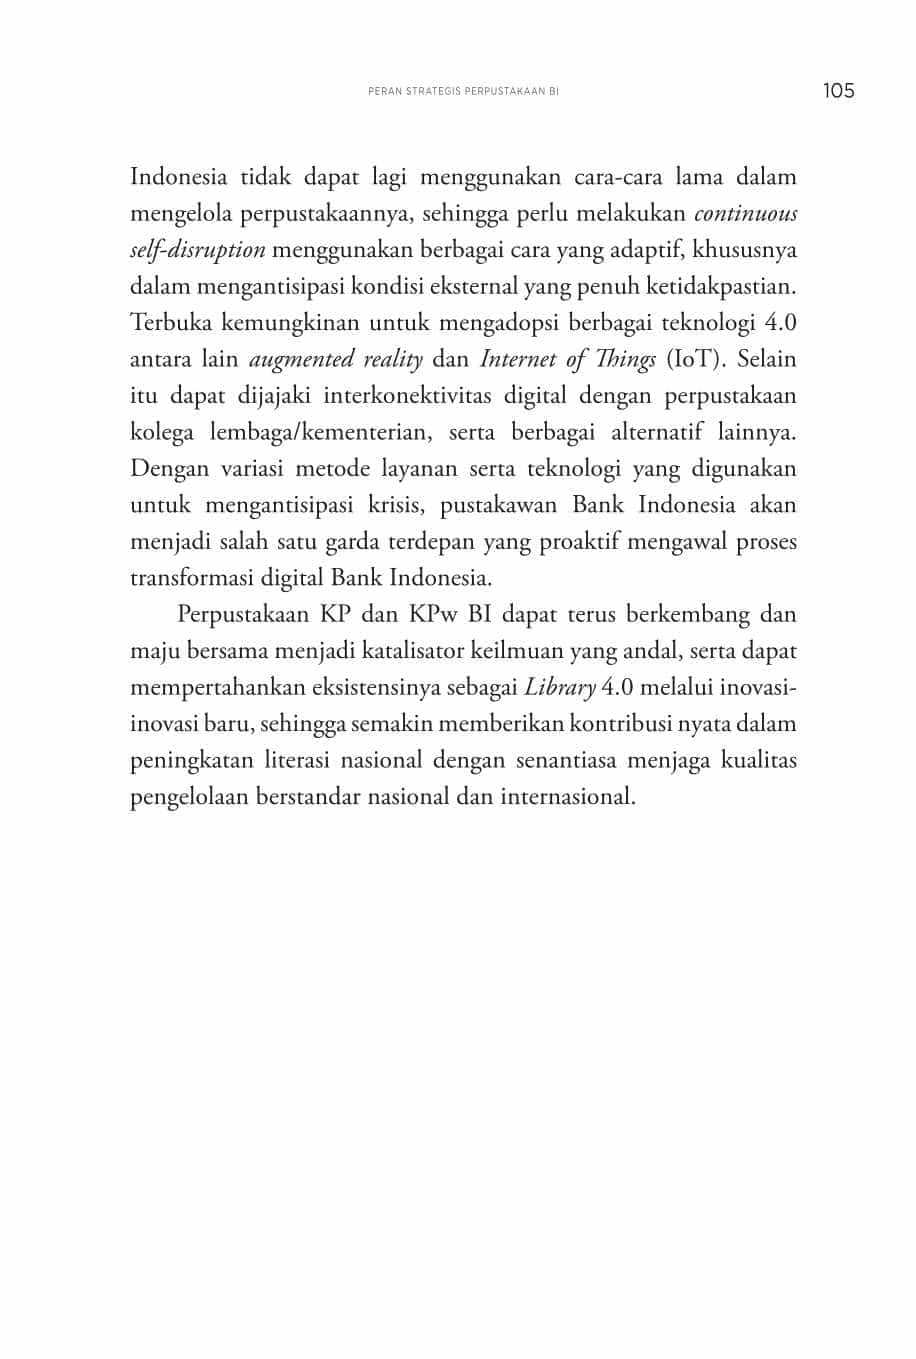 PERAN STRATEGIS PERPUSTAKAAN BI
105
Indonesia tidak dapat lagi menggunakan cara-cara lama dalam
mengelola perpustakaannya, sehingga perlu melakukan continuous
self-disruption menggunakan berbagai cara yang adaptif, khususnya
dalam mengantisipasi kondisi eksternal yang penuh ketidakpastian.
Terbuka kemungkinan untuk mengadopsi berbagai teknologi 4.0
antara lain augmented reality dan Internet of Things (IoT). Selain
itu dapat dijajaki interkonektivitas digital dengan perpustakaan
kolega lembaga/kementerian, serta berbagai alternatif lainnya.
Dengan variasi metode layanan serta teknologi yang digunakan
untuk mengantisipasi krisis, pustakawan Bank Indonesia akan
menjadi salah satu garda terdepan yang proaktif mengawal proses
transformasi digital Bank Indonesia.
Perpustakaan KP dan KPw BI dapat terus berkembang dan
maju bersama menjadi katalisator keilmuan yang andal, serta dapat
mempertahankan eksistensinya sebagai Library 4.0 melalui inovasi-
inovasi baru, sehingga semakin memberikan kontribusi nyata dalam
peningkatan literasi nasional dengan senantiasa menjaga kualitas
pengelolaan berstandar nasional dan internasional.